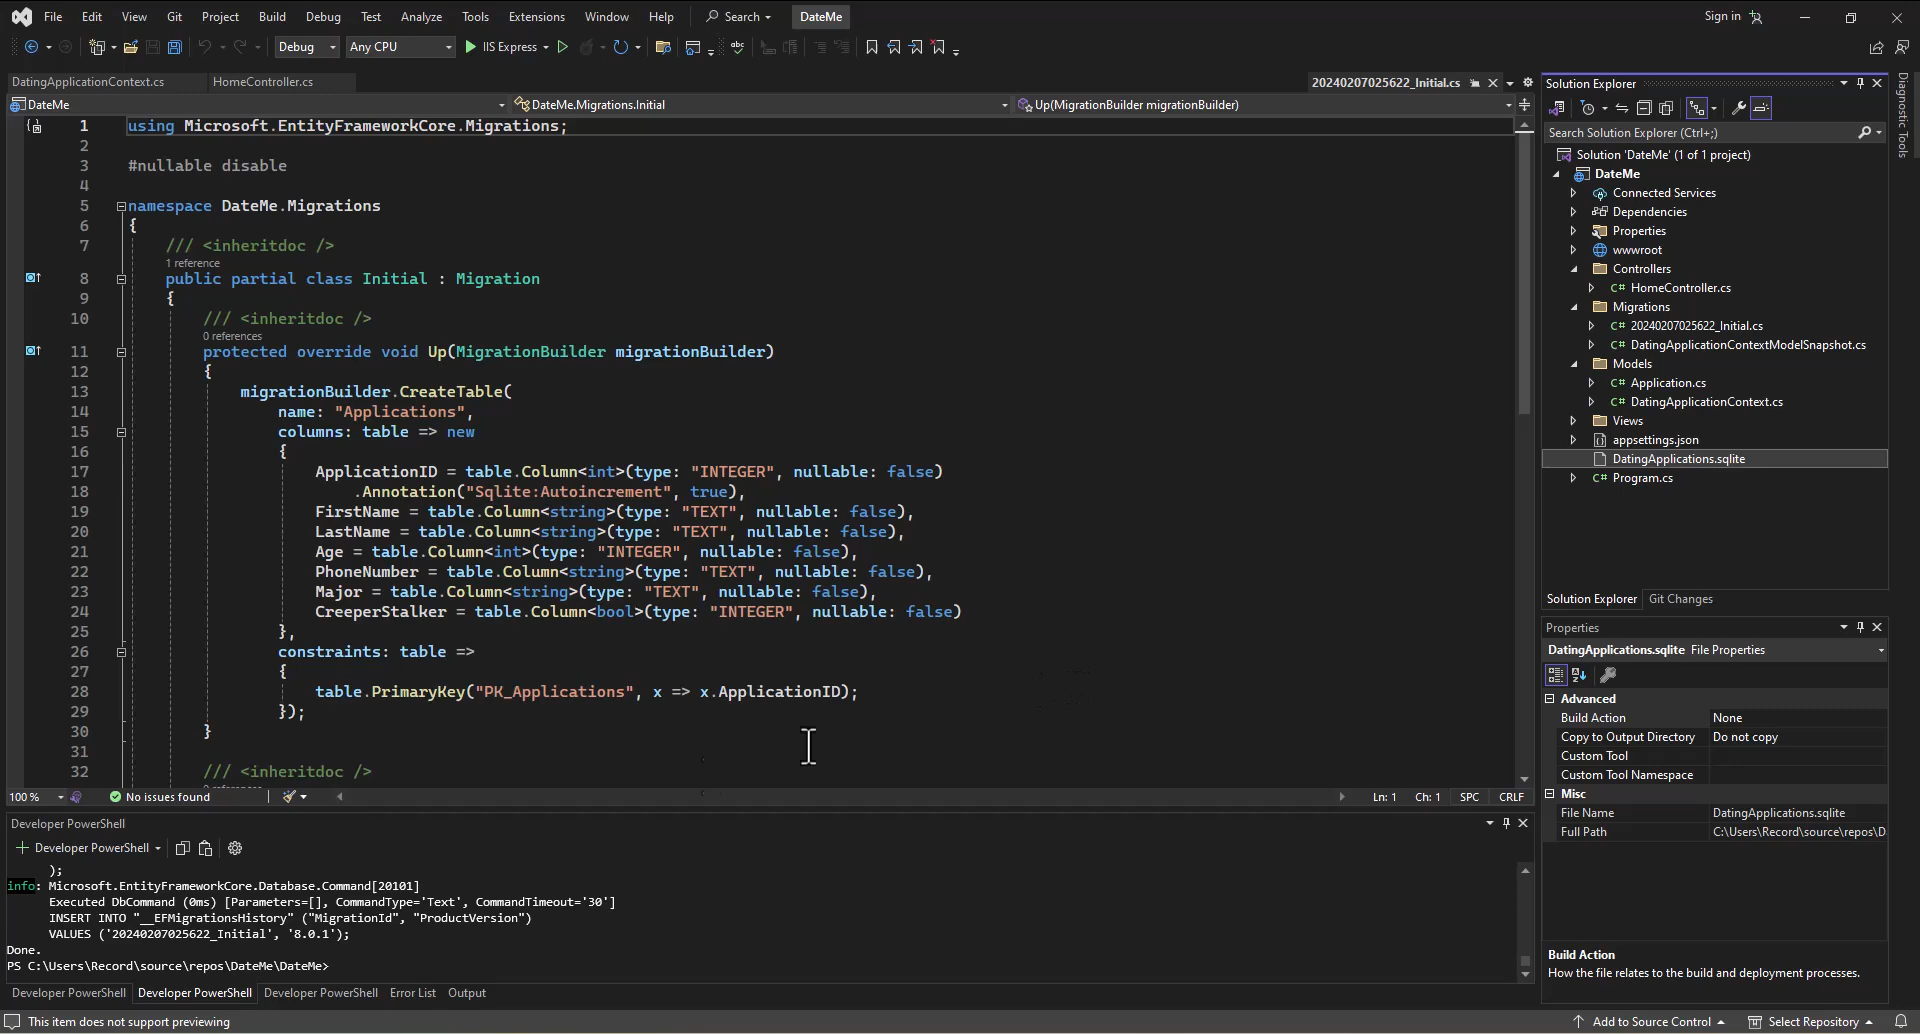 File Edit View Git Project Build Debug Test Analyze Tools Extensions Window Help Search DateMe Sign in
Debug Any CPU IIS Express
DatingApplicationContext.cs HomeController.cs 20240207025622_Initial.cs
DateMe DateMe.Migrations.Initial Up(MigrationBuilder migrationBuilder)
1 using Microsoft.EntityFrameworkCore.Migrations;
2
3 #nullable disable
4
5 namespace DateMe.Migrations
6 {
7 /// <inheritdoc />
1 reference
8 public partial class Initial : Migration
9 {
10 /// <inheritdoc />
0 references
11 protected override void Up(MigrationBuilder migrationBuilder)
12 {
13 migrationBuilder.CreateTable(
14 name: "Applications",
15 columns: table => new
16 {
17 ApplicationID = table.Column<int>(type: "INTEGER", nullable: false)
18 .Annotation("Sqlite:Autoincrement", true),
19 FirstName = table.Column<string>(type: "TEXT", nullable: false),
20 LastName = table.Column<string>(type: "TEXT", nullable: false),
21 Age = table.Column<int>(type: "INTEGER", nullable: false),
22 PhoneNumber = table.Column<string>(type: "TEXT", nullable: false),
23 Major = table.Column<string>(type: "TEXT", nullable: false),
24 CreeperStalker = table.Column<bool>(type: "INTEGER", nullable: false)
25 },
26 constraints: table =>
27 {
28 table.PrimaryKey("PK_Applications", x => x.ApplicationID);
29 });
30 }
31
32 /// <inheritdoc />
100 % No issues found Ln: 1 Ch: 1 SPC CRLF
Developer PowerShell
Developer PowerShell
);
info: Microsoft.EntityFrameworkCore.Database.Command[20101]
Executed DbCommand (0ms) [Parameters=[], CommandType='Text', CommandTimeout='30']
INSERT INTO "__EFMigrationsHistory" ("MigrationId", "ProductVersion")
VALUES ('20240207025622_Initial', '8.0.1');
Done.
PS C:\Users\Record\source\repos\DateMe\DateMe>
Developer PowerShell Developer PowerShell Developer PowerShell Error List Output
This item does not support previewing Add to Source Control Select Repository
Solution Explorer
Search Solution Explorer (Ctrl+;)
Solution 'DateMe' (1 of 1 project)
DateMe
Connected Services
Dependencies
Properties
wwwroot
Controllers
C# HomeController.cs
Migrations
C# 20240207025622_Initial.cs
C# DatingApplicationContextModelSnapshot.cs
Models
C# Application.cs
C# DatingApplicationContext.cs
Views
appsettings.json
DatingApplications.sqlite
C# Program.cs
Solution Explorer Git Changes
Properties
DatingApplications.sqlite File Properties
Advanced
Build Action None
Copy to Output Directory Do not copy
Custom Tool
Custom Tool Namespace
Misc
File Name DatingApplications.sqlite
Full Path C:\Users\Record\source\repos\D
Build Action
How the file relates to the build and deployment processes.
Diagnostic Tools